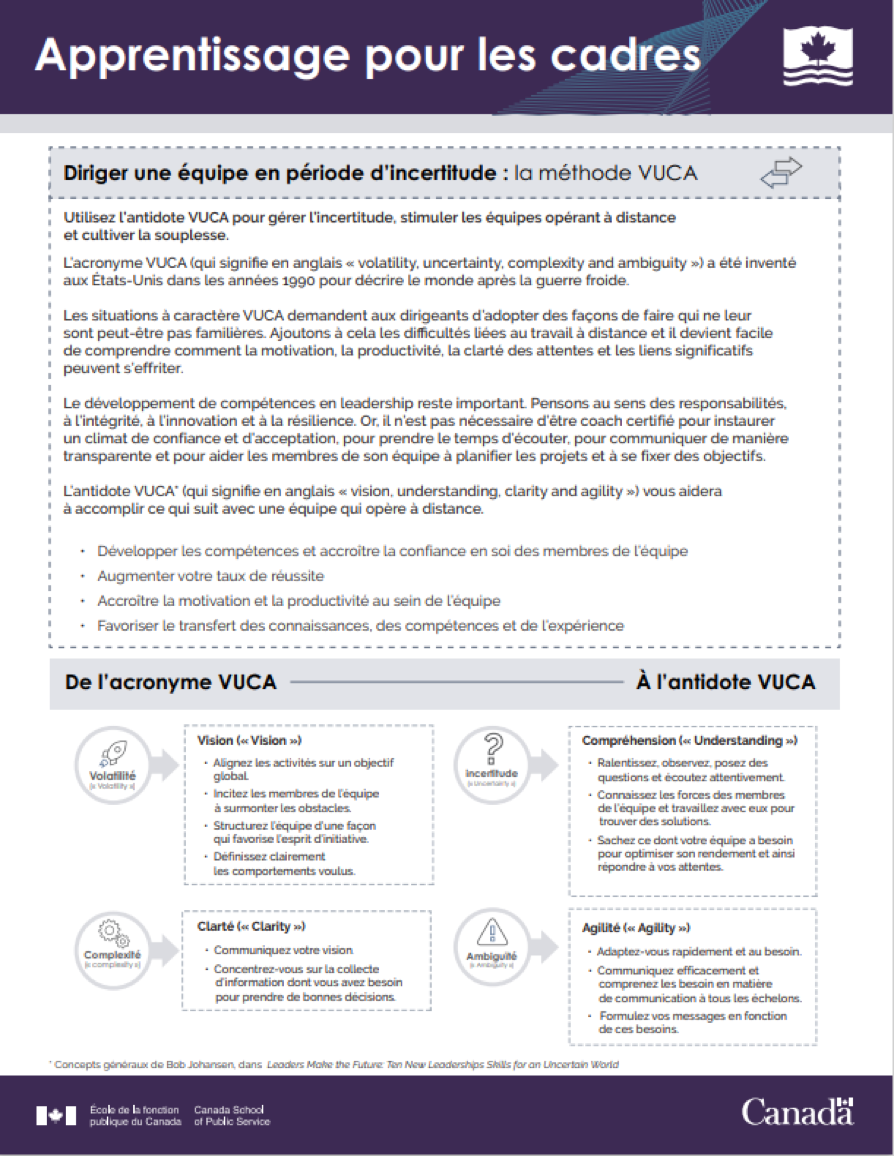 Apprentissage pour les cadres
Diriger une équipe en période d'incertitude : la méthode VUCA
Utilisez l'antidote VUCA pour gérer l'incertitude, stimuler les équipes opérant à distance
et cultiver la souplesse.
L'acronyme VUCA (qui signifie en anglais « volatility, uncertainty, complexity and ambiguity ») a été inventé
aux États-Unis dans les années 1990 pour décrire le monde après la guerre froide.
Les situations à caractère VUCA demandent aux dirigeants d'adopter des façons de faire qui ne leur
sont peut-être pas familières. Ajoutons à cela les difficultés liées au travail à distance et il devient facile
de comprendre comment la motivation, la productivité, la clarté des attentes et les liens significatifs
peuvent s'effriter.
Le développement de compétences en leadership reste important. Pensons au sens des responsabilités,
à l'intégrité, à l'innovation et à la résilience. Or, il n'est pas nécessaire d'être coach certifié pour instaurer
un climat de confiance et d'acceptation, pour prendre le temps d'écouter, pour communiquer de manière
transparente et pour aider les membres de son équipe à planifier les projets et à se fixer des objectifs.
L'antidote VUCA* (qui signifie en anglais « vision, understanding, clarity and agility ») vous aidera
à accomplir ce qui suit avec une équipe qui opère à distance.
• Développer les compétences et accroître la confiance en soi des membres de l'équipe
• Augmenter votre taux de réussite
• Accroître la motivation et la productivité au sein de l'équipe
• Favoriser le transfert des connaissances, des compétences et de l'expérience
De l'acronyme VUCA À l'antidote VUCA
Volatilité
(« Volatility »)
Vision (« Vision »)
• Alignez les activités sur un objectif
global.
• Incitez les membres de l'équipe
à surmonter les obstacles.
• Structurez l'équipe d'une façon
qui favorise l'esprit d'initiative.
• Définissez clairement
les comportements voulus.
Incertitude
(« Uncertainty »)
Compréhension (« Understanding »)
• Ralentissez, observez, posez des
questions et écoutez attentivement.
• Connaissez les forces des membres
de l'équipe et travaillez avec eux pour
trouver des solutions.
• Sachez ce dont votre équipe a besoin
pour optimiser son rendement et ainsi
répondre à vos attentes.
Complexité
(« complexity »)
Clarté (« Clarity »)
• Communiquez votre vision.
• Concentrez-vous sur la collecte
d'information dont vous avez besoin
pour prendre de bonnes décisions.
Ambiguïté
(« Ambiguity »)
Agilité (« Agility »)
• Adaptez-vous rapidement et au besoin.
• Communiquez efficacement et
comprenez les besoin en matière
de communication à tous les échelons.
• Formulez vos messages en fonction
de ces besoins.
* Concepts généraux de Bob Johansen, dans Leaders Make the Future: Ten New Leaderships Skills for an Uncertain World
École de la fonction
publique du Canada
Canada School
of Public Service
Canada